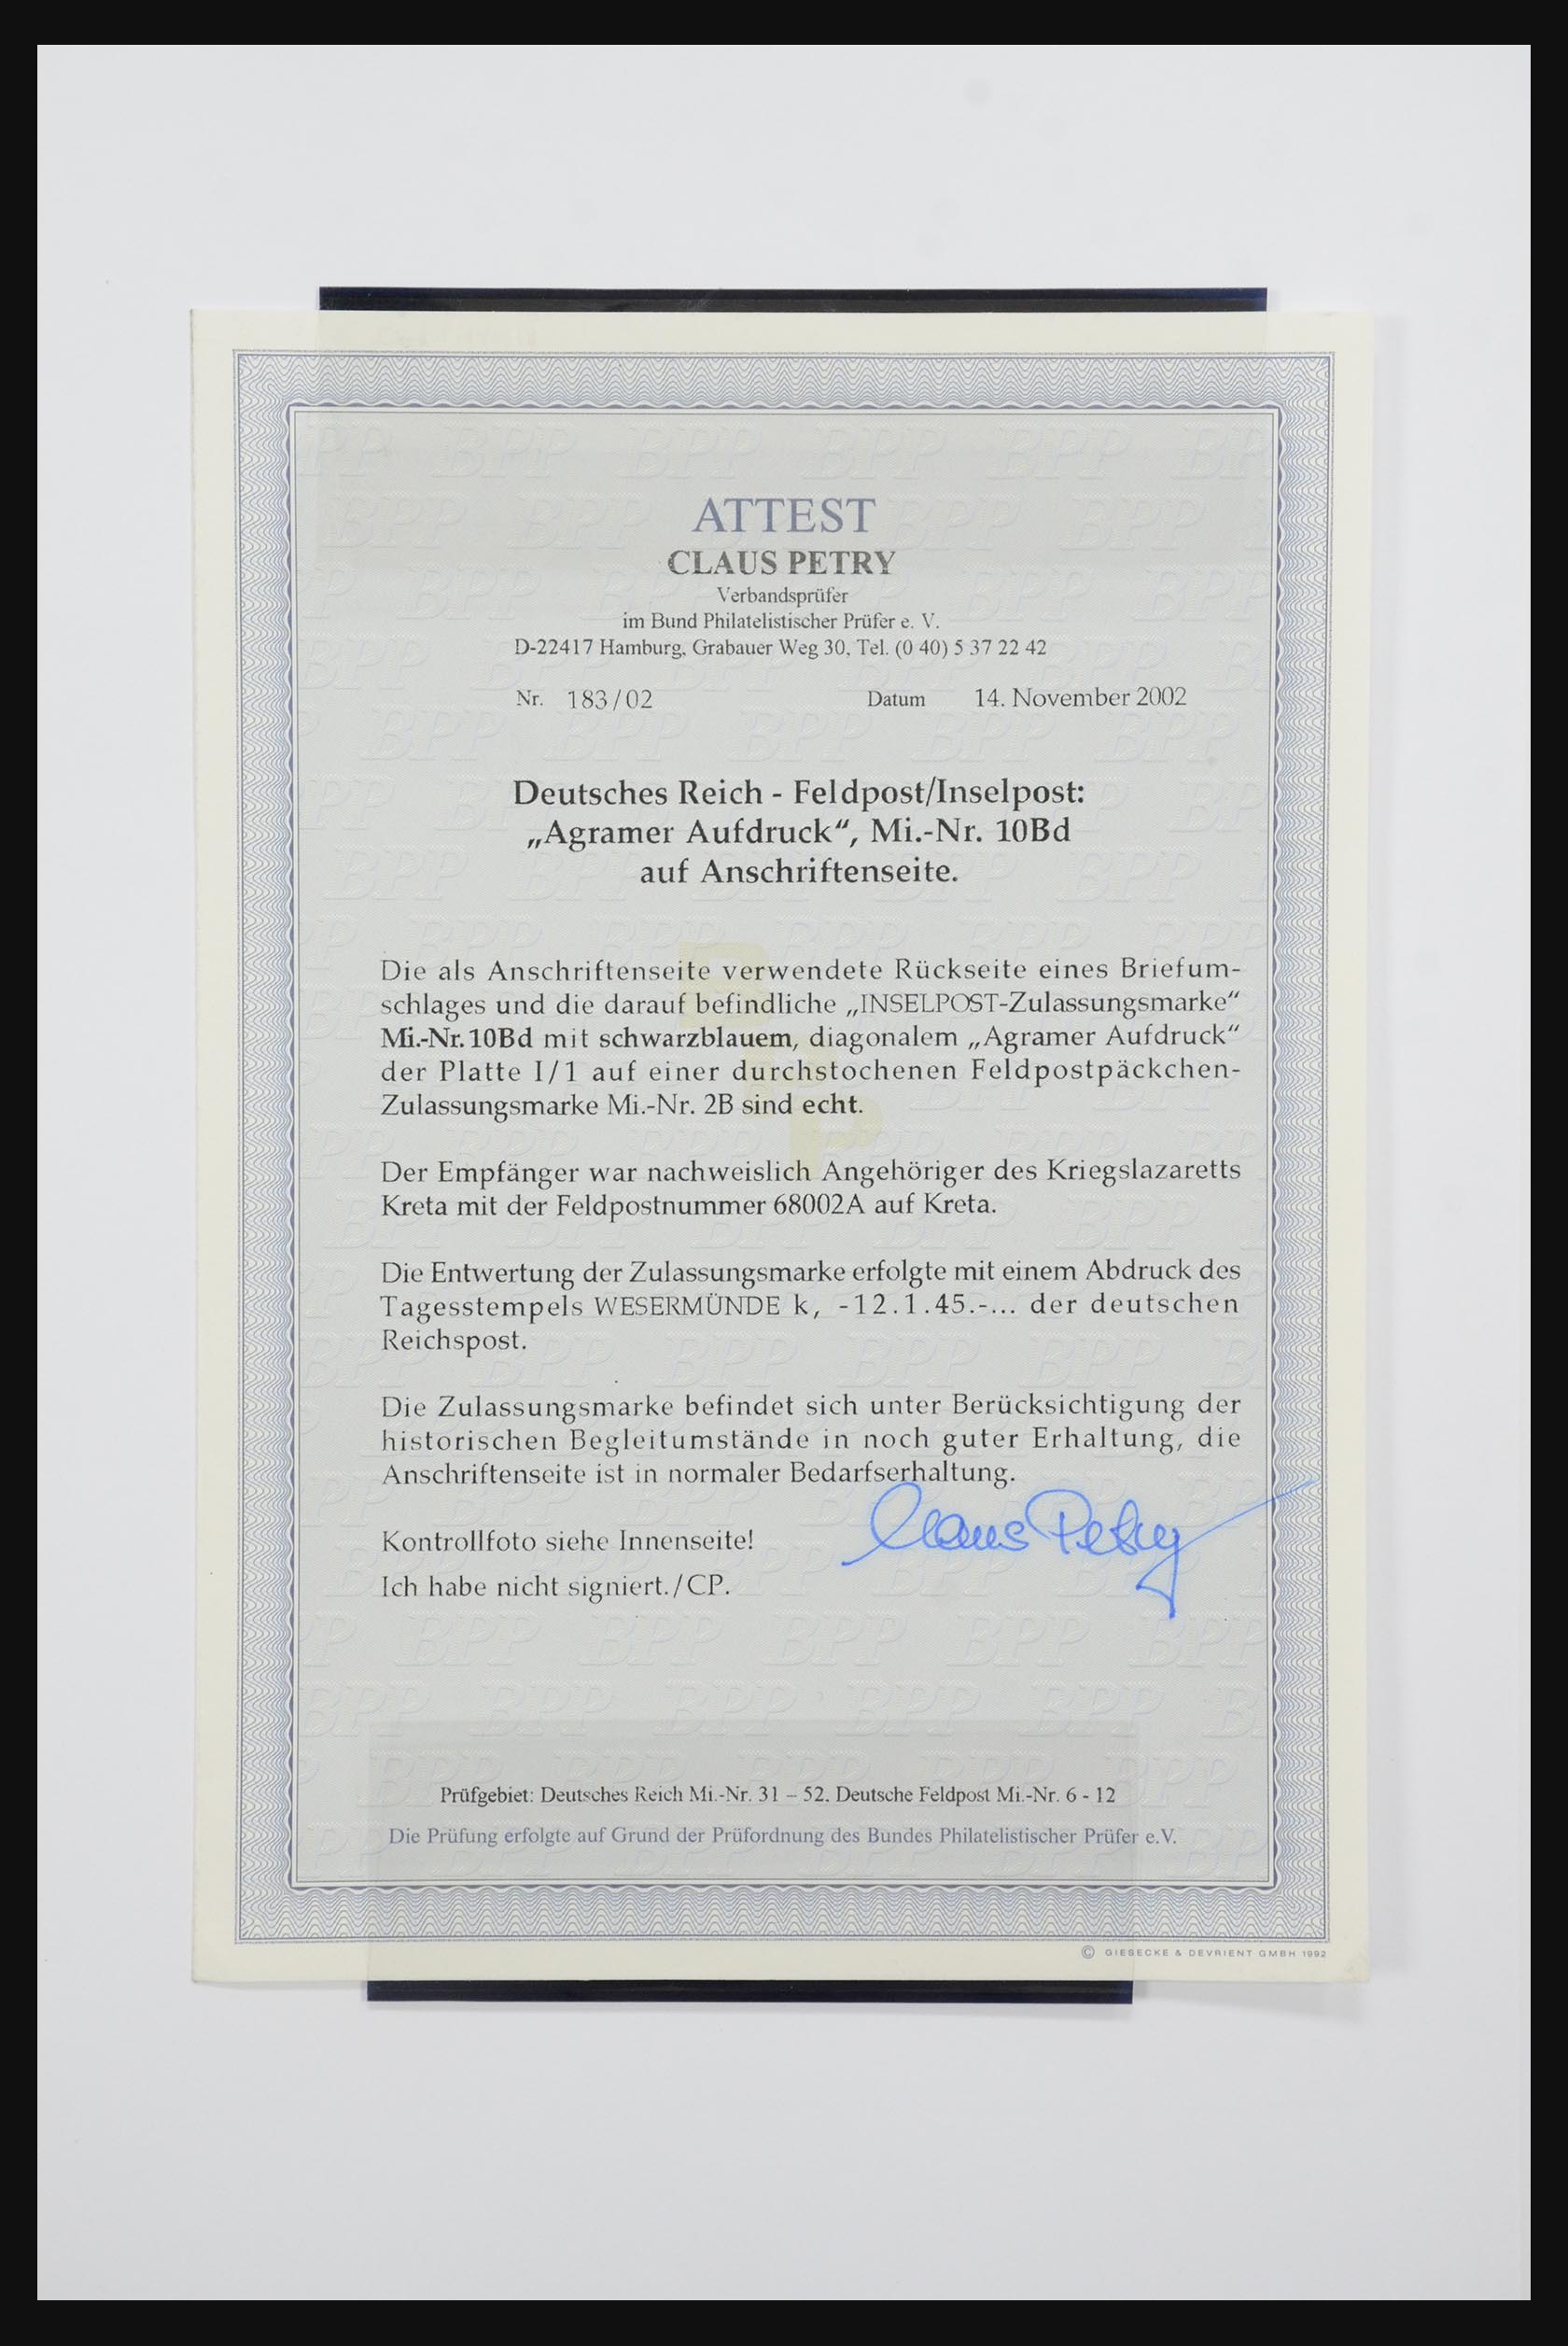 ATTEST
CLAUS PETRY
Verbandsprüfer
im Bund Philatelistischer Prüfer e. V.
D-22417 Hamburg, Grabauer Weg 30, Tel. (0 40) 5 37 22 42
Nr. 183/02 Datum 14. November 2002
Deutsches Reich - Feldpost/Inselpost:
„Agramer Aufdruck“, Mi.-Nr. 10Bd
auf Anschriftenseite.
Die als Anschriftenseite verwendete Rückseite eines Briefum-
schlages und die darauf befindliche „INSELPOST-Zulassungsmarke“
Mi.-Nr. 10Bd mit schwarzblauem, diagonalem „Agramer Aufdruck“
der Platte I/1 auf einer durchstochenen Feldpostpäckchen-
Zulassungsmarke Mi.-Nr. 2B sind echt.
Der Empfänger war nachweislich Angehöriger des Kriegslazaretts
Kreta mit der Feldpostnummer 68002A auf Kreta.
Die Entwertung der Zulassungsmarke erfolgte mit einem Abdruck des
Tagesstempels WESERMÜNDE k, -12.1.45.-... der deutschen
Reichspost.
Die Zulassungsmarke befindet sich unter Berücksichtigung der
historischen Begleitumstände in noch guter Erhaltung, die
Anschriftenseite ist in normaler Bedarfserhaltung.
Claus Petry
Kontrollfoto siehe Innenseite!
Ich habe nicht signiert./CP.
Prüfgebiet: Deutsches Reich Mi.-Nr. 31 – 52, Deutsche Feldpost Mi.-Nr. 6 - 12
Die Prüfung erfolgte auf Grund der Prüfordnung des Bundes Philatelistischer Prüfer e.V.
© GIESECKE & DEVRIENT GMBH 1992